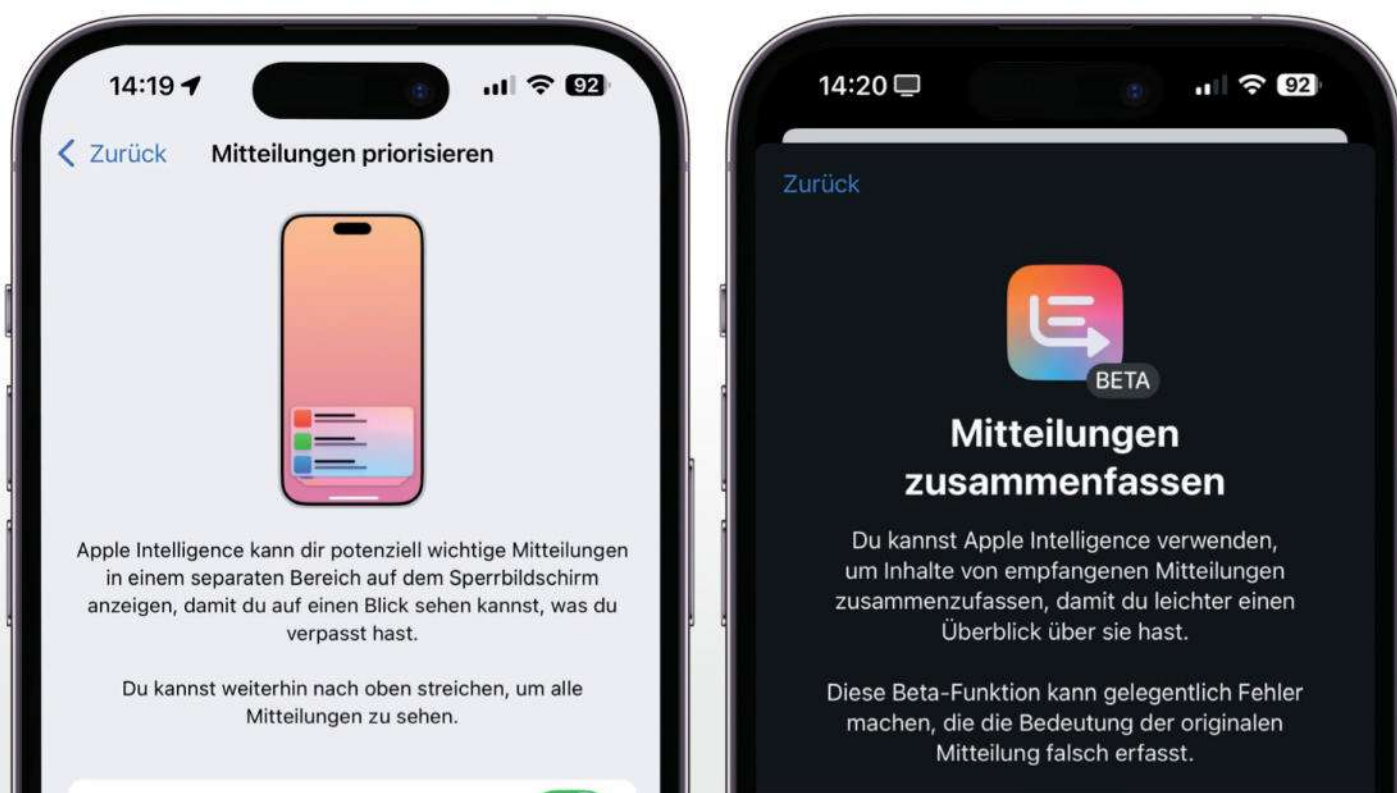 14:19
92
Zurück
Mitteilungen priorisieren
Apple Intelligence kann dir potenziell wichtige Mitteilungen
in einem separaten Bereich auf dem Sperrbildschirm
anzeigen, damit du auf einen Blick sehen kannst, was du
verpasst hast.
Du kannst weiterhin nach oben streichen, um alle
Mitteilungen zu sehen.
14:20
92
Zurück
BETA
Mitteilungen
zusammenfassen
Du kannst Apple Intelligence verwenden,
um Inhalte von empfangenen Mitteilungen
zusammenzufassen, damit du leichter einen
Überblick über sie hast.
Diese Beta-Funktion kann gelegentlich Fehler
machen, die die Bedeutung der originalen
Mitteilung falsch erfasst.